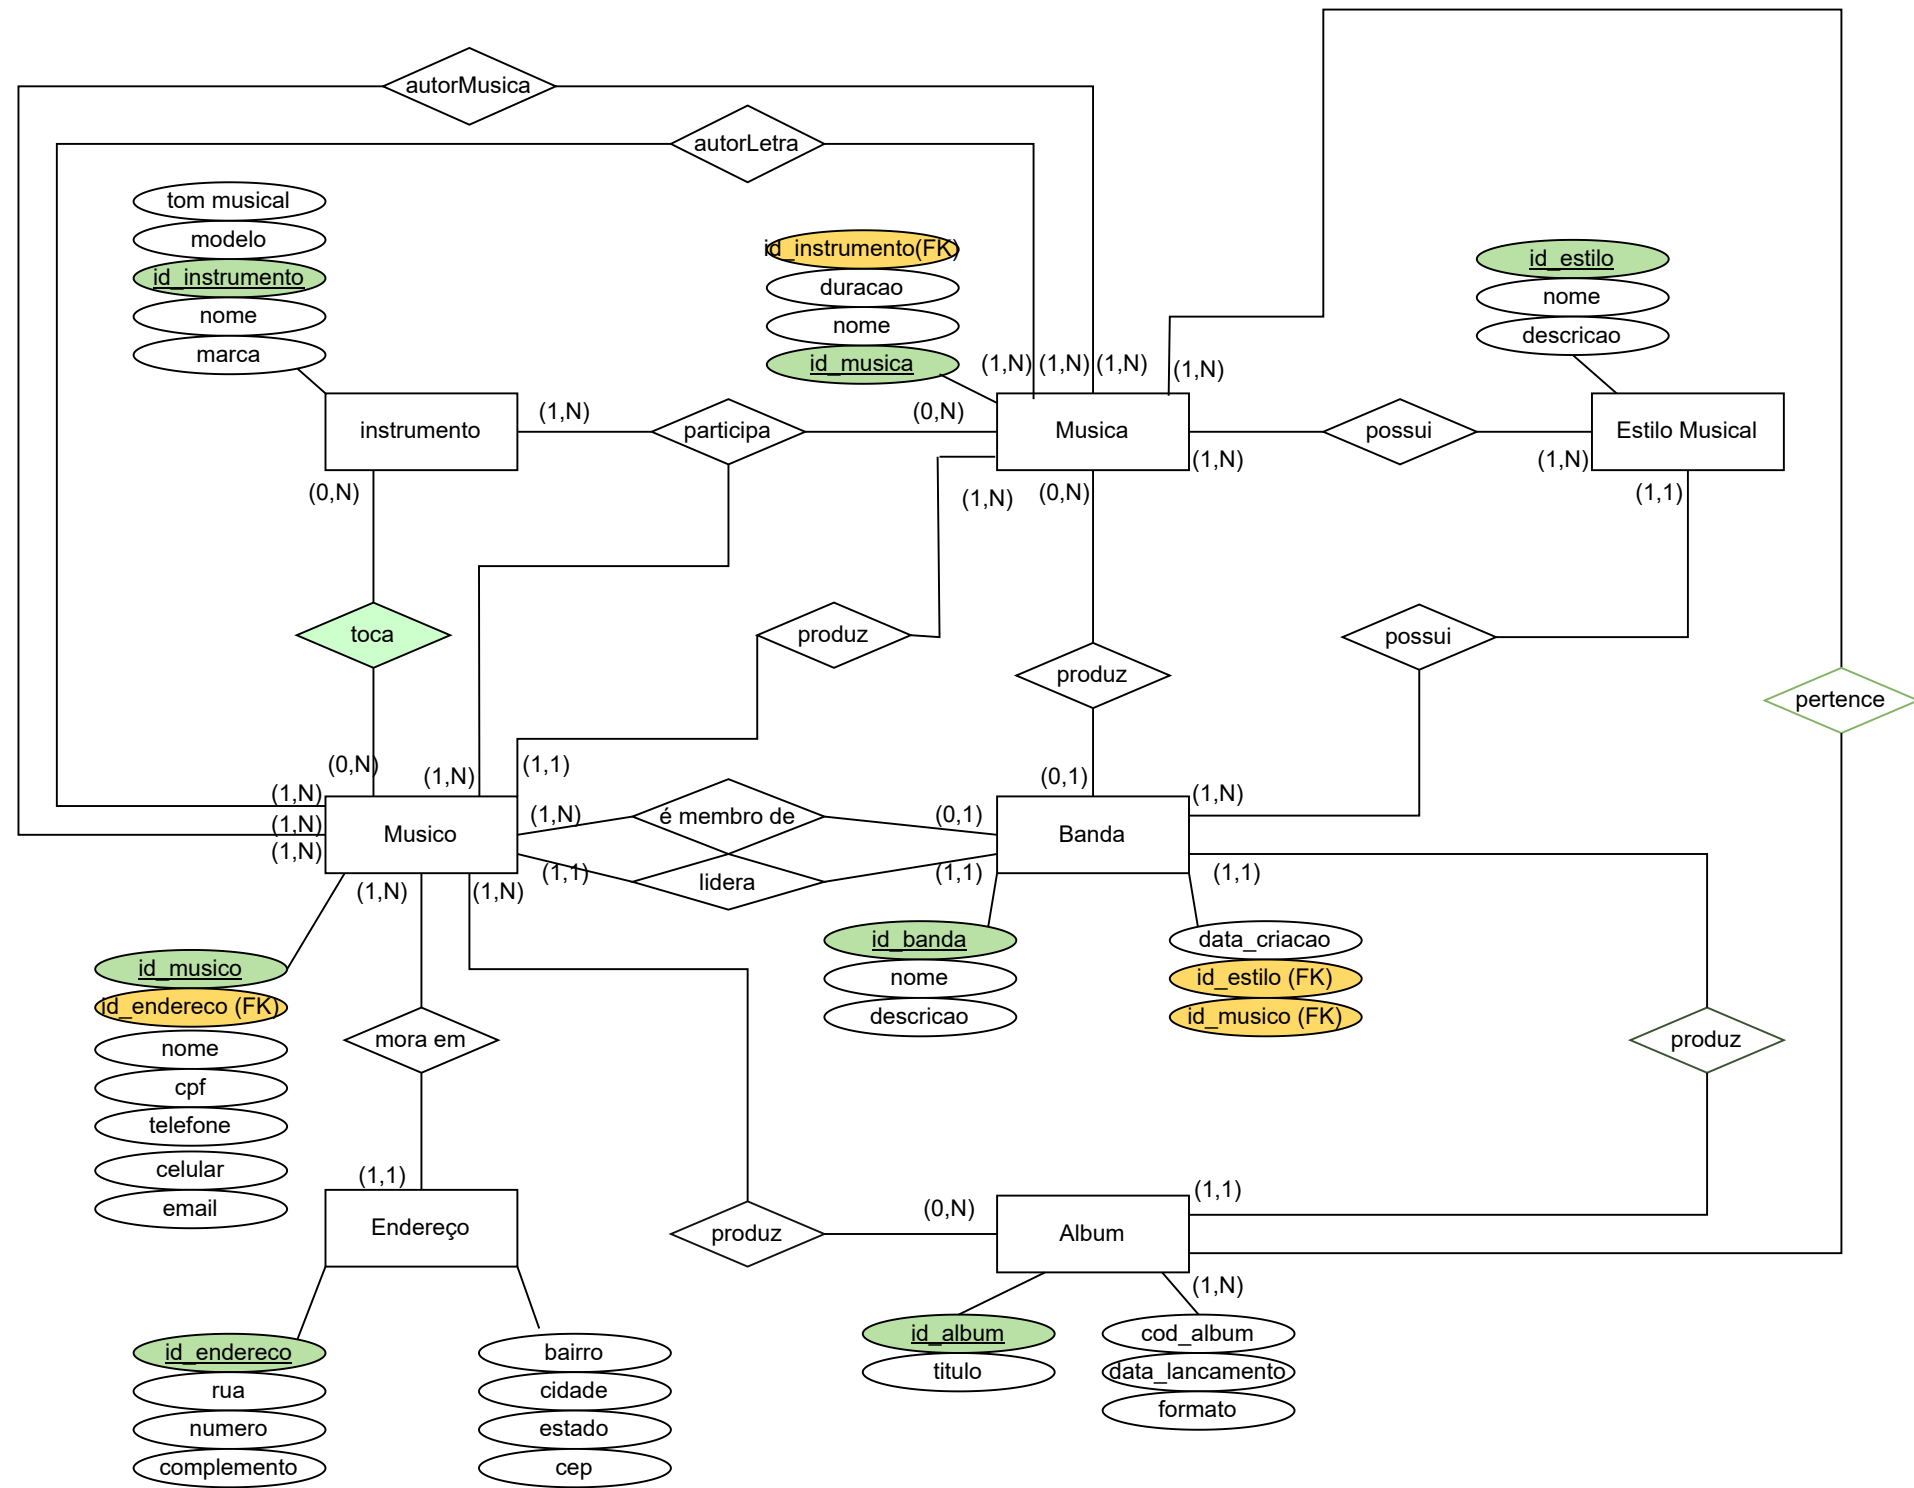 autorMusica
autorLetra
tom musical
modelo
id_instrumento
nome
marca
id_instrumento(FK)
duracao
nome
id_musica
id_estilo
nome
descricao
(1,N)
(1,N)
(1,N)
(1,N)
instrumento
(1,N)
participa
(0,N)
Musica
possui
Estilo Musical
(1,N)
(1,N)
(0,N)
(1,N)
(0,N)
(1,1)
toca
produz
produz
possui
pertence
(0,N)
(1,N)
(1,1)
(0,1)
(1,N)
(1,N)
(1,N)
(1,N)
Musico
(1,N)
é membro de
(0,1)
Banda
(1,1)
lidera
(1,1)
(1,1)
(1,N)
(1,N)
id_musico
id_endereco (FK)
nome
cpf
telefone
celular
email
mora em
id_banda
nome
descricao
data_criacao
id_estilo (FK)
id_musico (FK)
produz
(1,1)
Endereço
produz
(0,N)
Album
(1,1)
(1,N)
id_endereco
rua
numero
complemento
bairro
cidade
estado
cep
id_album
titulo
cod_album
data_lancamento
formato